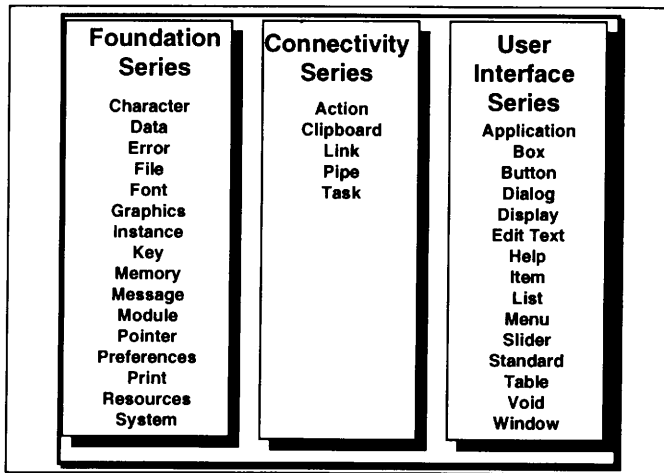 Foundation
Series
Character
Data
Error
File
Font
Graphics
Instance
Key
Memory
Message
Module
Pointer
Preferences
Print
Resources
System
Connectivity
Series
Action
Clipboard
Link
Pipe
Task
User
Interface
Series
Application
Box
Button
Dialog
Display
Edit Text
Help
Item
List
Menu
Slider
Standard
Table
Void
Window